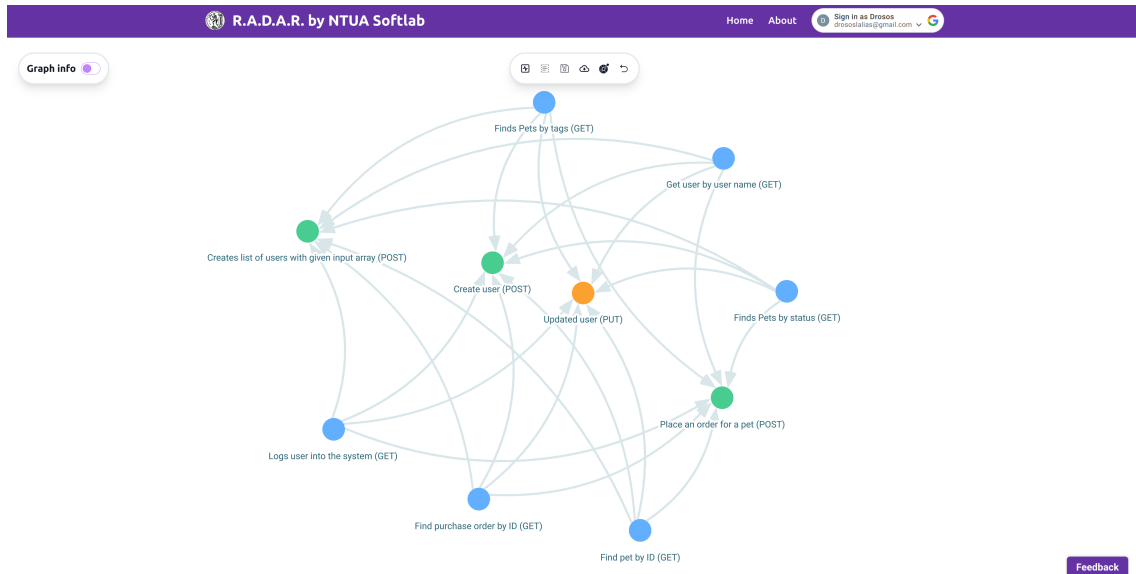 R.A.D.A.R. by NTUA Softlab
Home
About
D
Sign in as Drosos
drososlalias@gmail.com
Graph info
Finds Pets by tags (GET)
Get user by user name (GET)
Creates list of users with given input array (POST)
Create user (POST)
Updated user (PUT)
Finds Pets by status (GET)
Place an order for a pet (POST)
Logs user into the system (GET)
Find purchase order by ID (GET)
Find pet by ID (GET)
Feedback